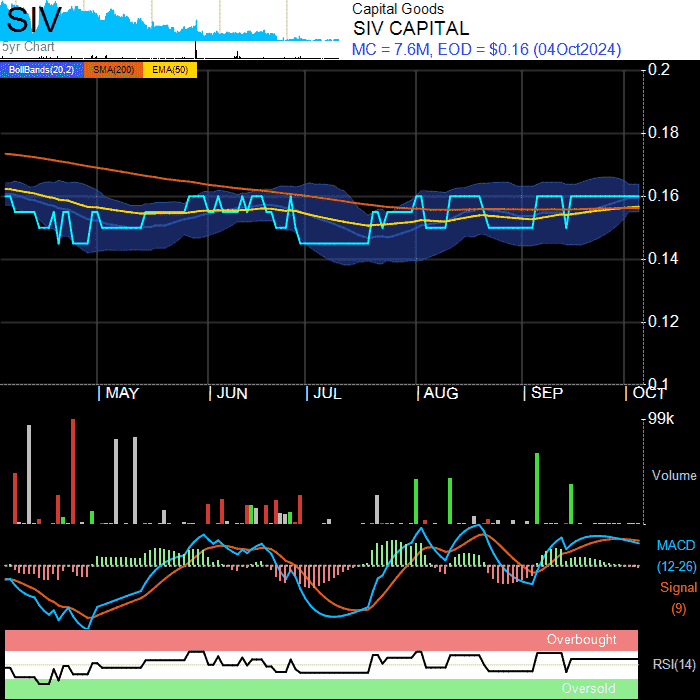 SIV
5yr Chart
Capital Goods
SIV CAPITAL
MC = 7.6M, EOD = $0.16 (04Oct2024)
BollBands(20,2) SMA(200) EMA(50)
0.2
0.18
0.16
0.14
0.12
0.1
MAY JUN JUL AUG SEP OCT
99k
Volume
MACD
(12-26)
Signal
(9)
Overbought
RSI(14)
Oversold